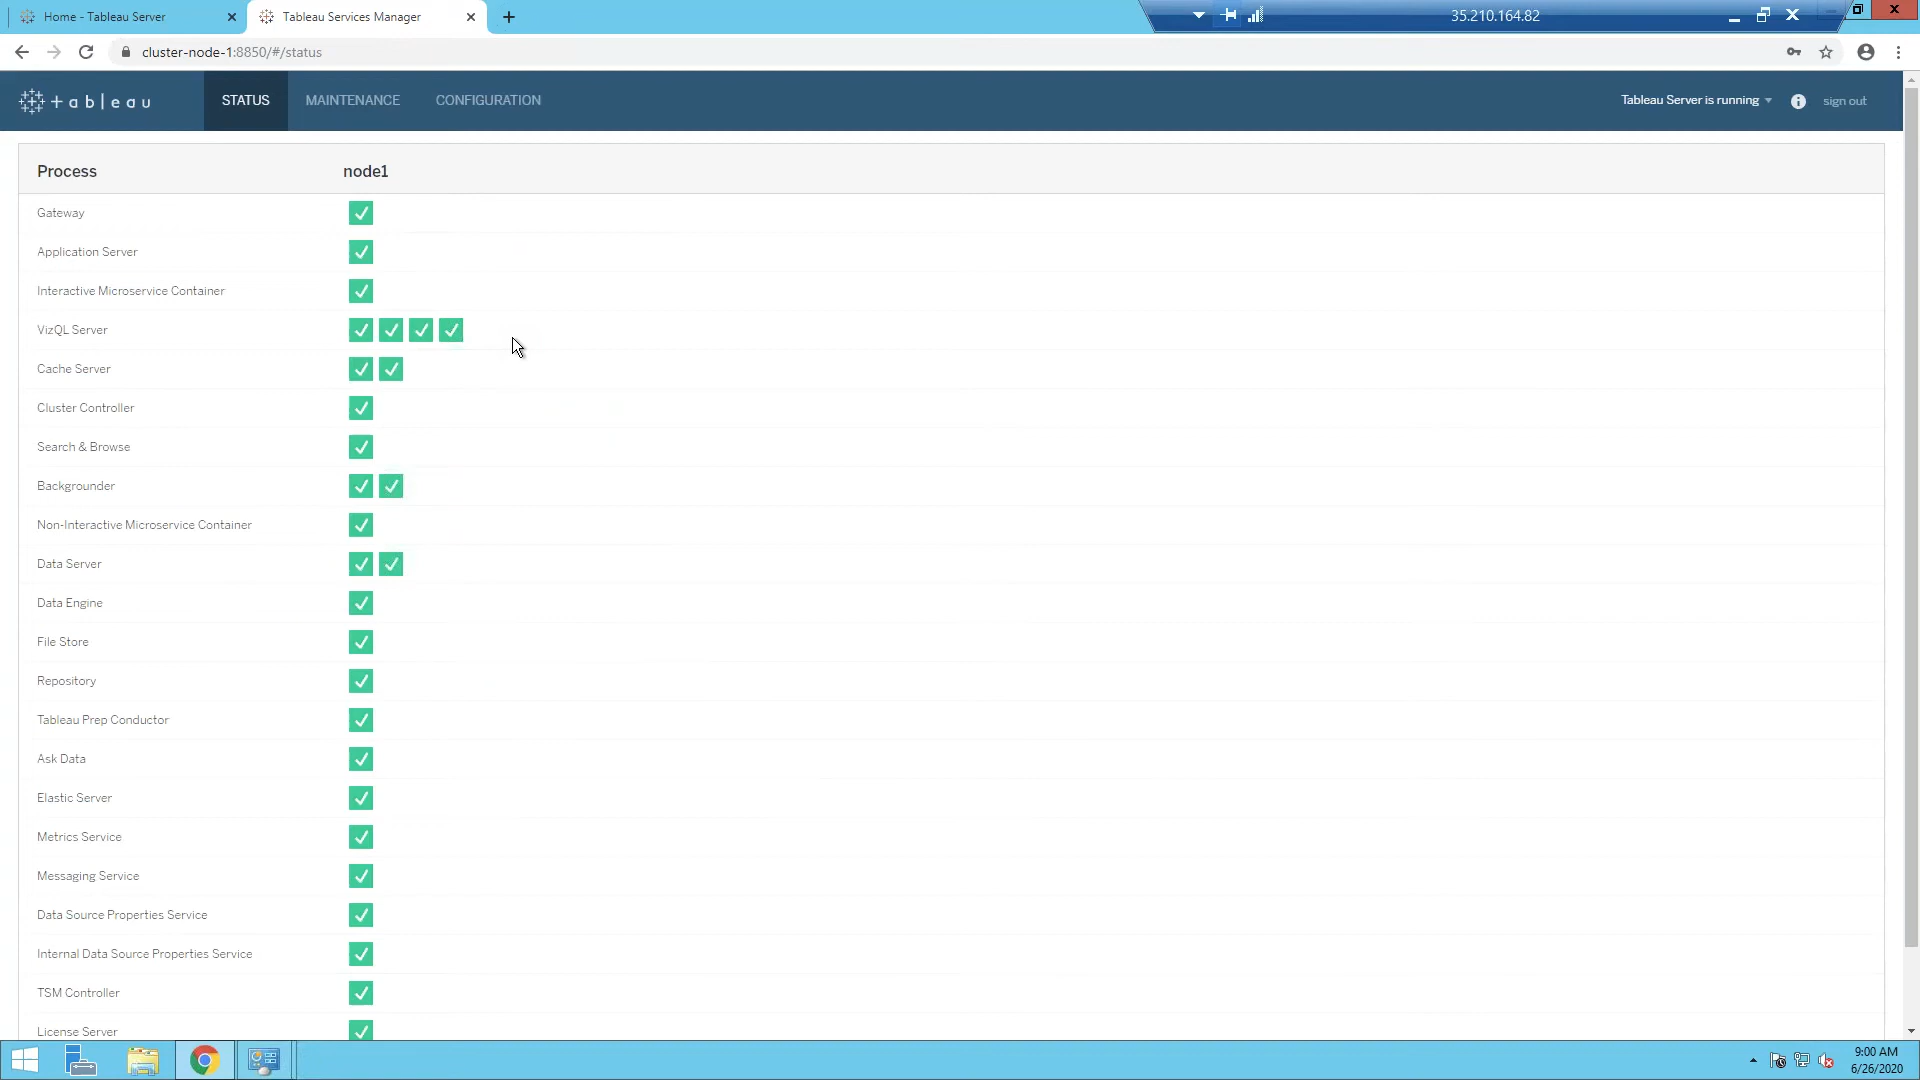 Home - Tableau Server
Tableau Services Manager
35.210.164.82
cluster-node-1:8850/#/status
+ a b | e a u
STATUS
MAINTENANCE
CONFIGURATION
Tableau Server is running
sign out
Process
node1
Gateway
Application Server
Interactive Microservice Container
VizQL Server
Cache Server
Cluster Controller
Search & Browse
Backgrounder
Non-Interactive Microservice Container
Data Server
Data Engine
File Store
Repository
Tableau Prep Conductor
Ask Data
Elastic Server
Metrics Service
Messaging Service
Data Source Properties Service
Internal Data Source Properties Service
TSM Controller
License Server
9:00 AM
6/26/2020